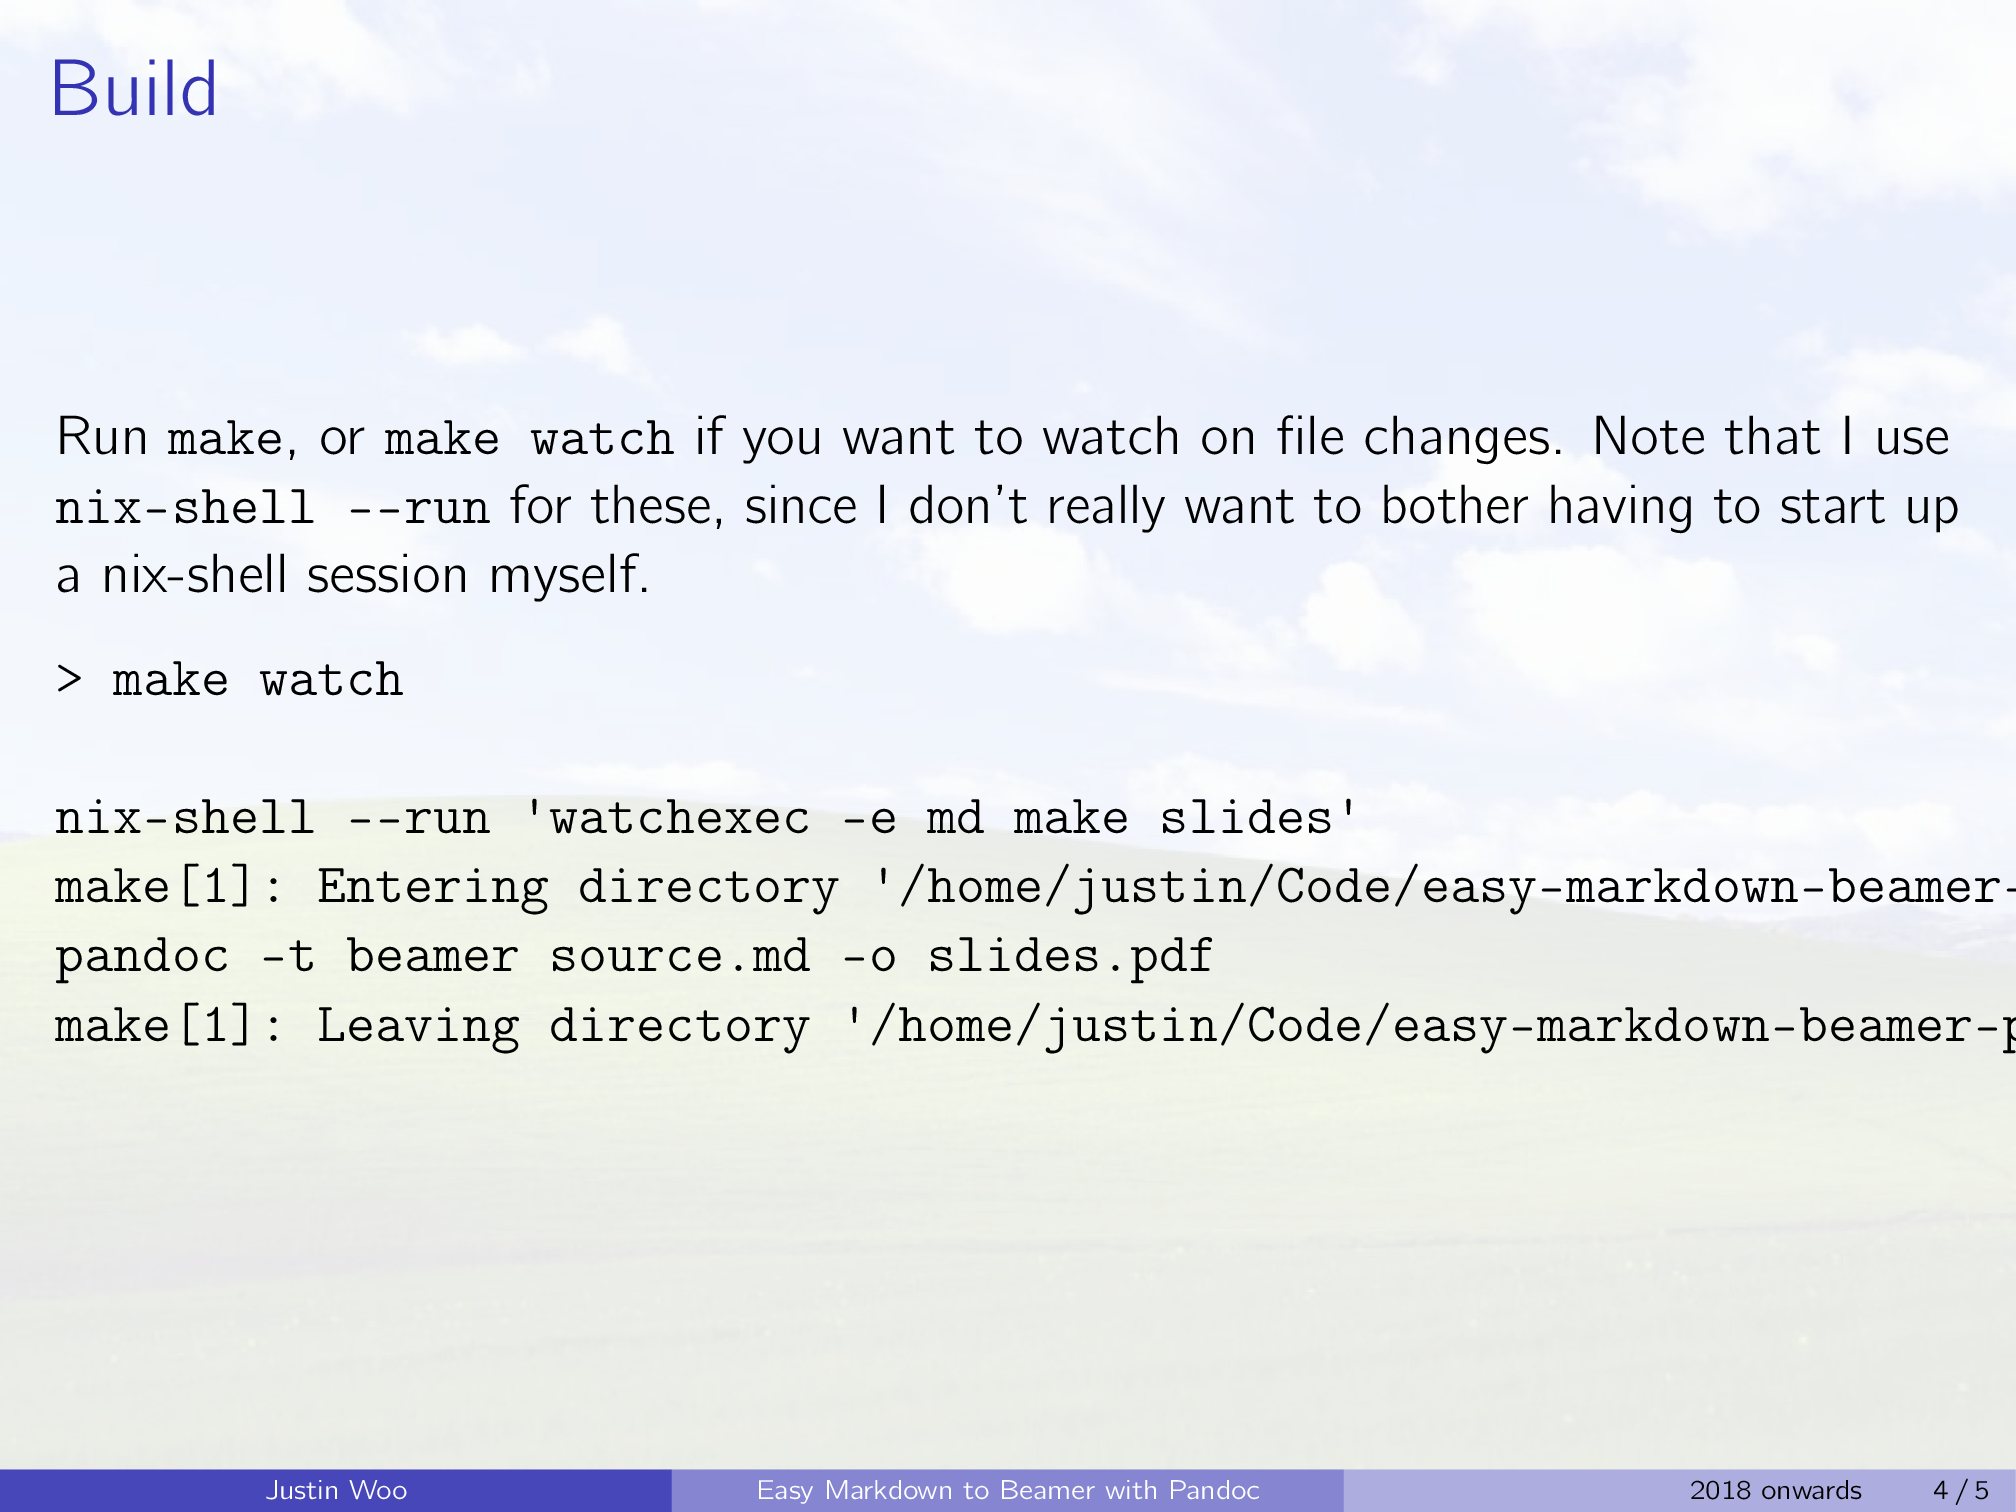 Build
Run make, or make watch if you want to watch on file changes. Note that I use
nix-shell --run for these, since I don't really want to bother having to start up
a nix-shell session myself.
> make watch
nix-shell --run 'watchexec -e md make slides'
make[1]: Entering directory '/home/justin/Code/easy-markdown-beamer-
pandoc -t beamer source.md -o slides.pdf
make[1]: Leaving directory '/home/justin/Code/easy-markdown-beamer-p
Justin Woo
Easy Markdown to Beamer with Pandoc
2018 onwards
4 / 5